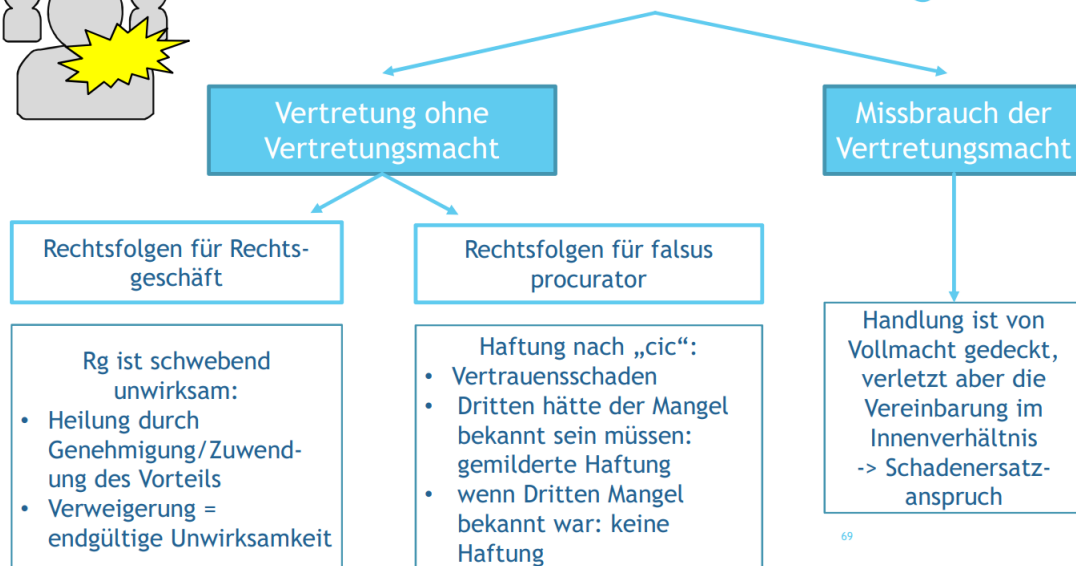 Vertretung ohne
Vertretungsmacht
Missbrauch der
Vertretungsmacht
Rechtsfolgen für Rechts-
geschäft
Rechtsfolgen für falsus
procurator
Rg ist schwebend
unwirksam:
• Heilung durch
Genehmigung/Zuwend-
ung des Vorteils
• Verweigerung =
endgültige Unwirksamkeit
Haftung nach „cic“:
• Vertrauensschaden
• Dritten hätte der Mangel
bekannt sein müssen:
gemilderte Haftung
• wenn Dritten Mangel
bekannt war: keine
Haftung
Handlung ist von
Vollmacht gedeckt,
verletzt aber die
Vereinbarung im
Innenverhältnis
-> Schadenersatz-
anspruch
69